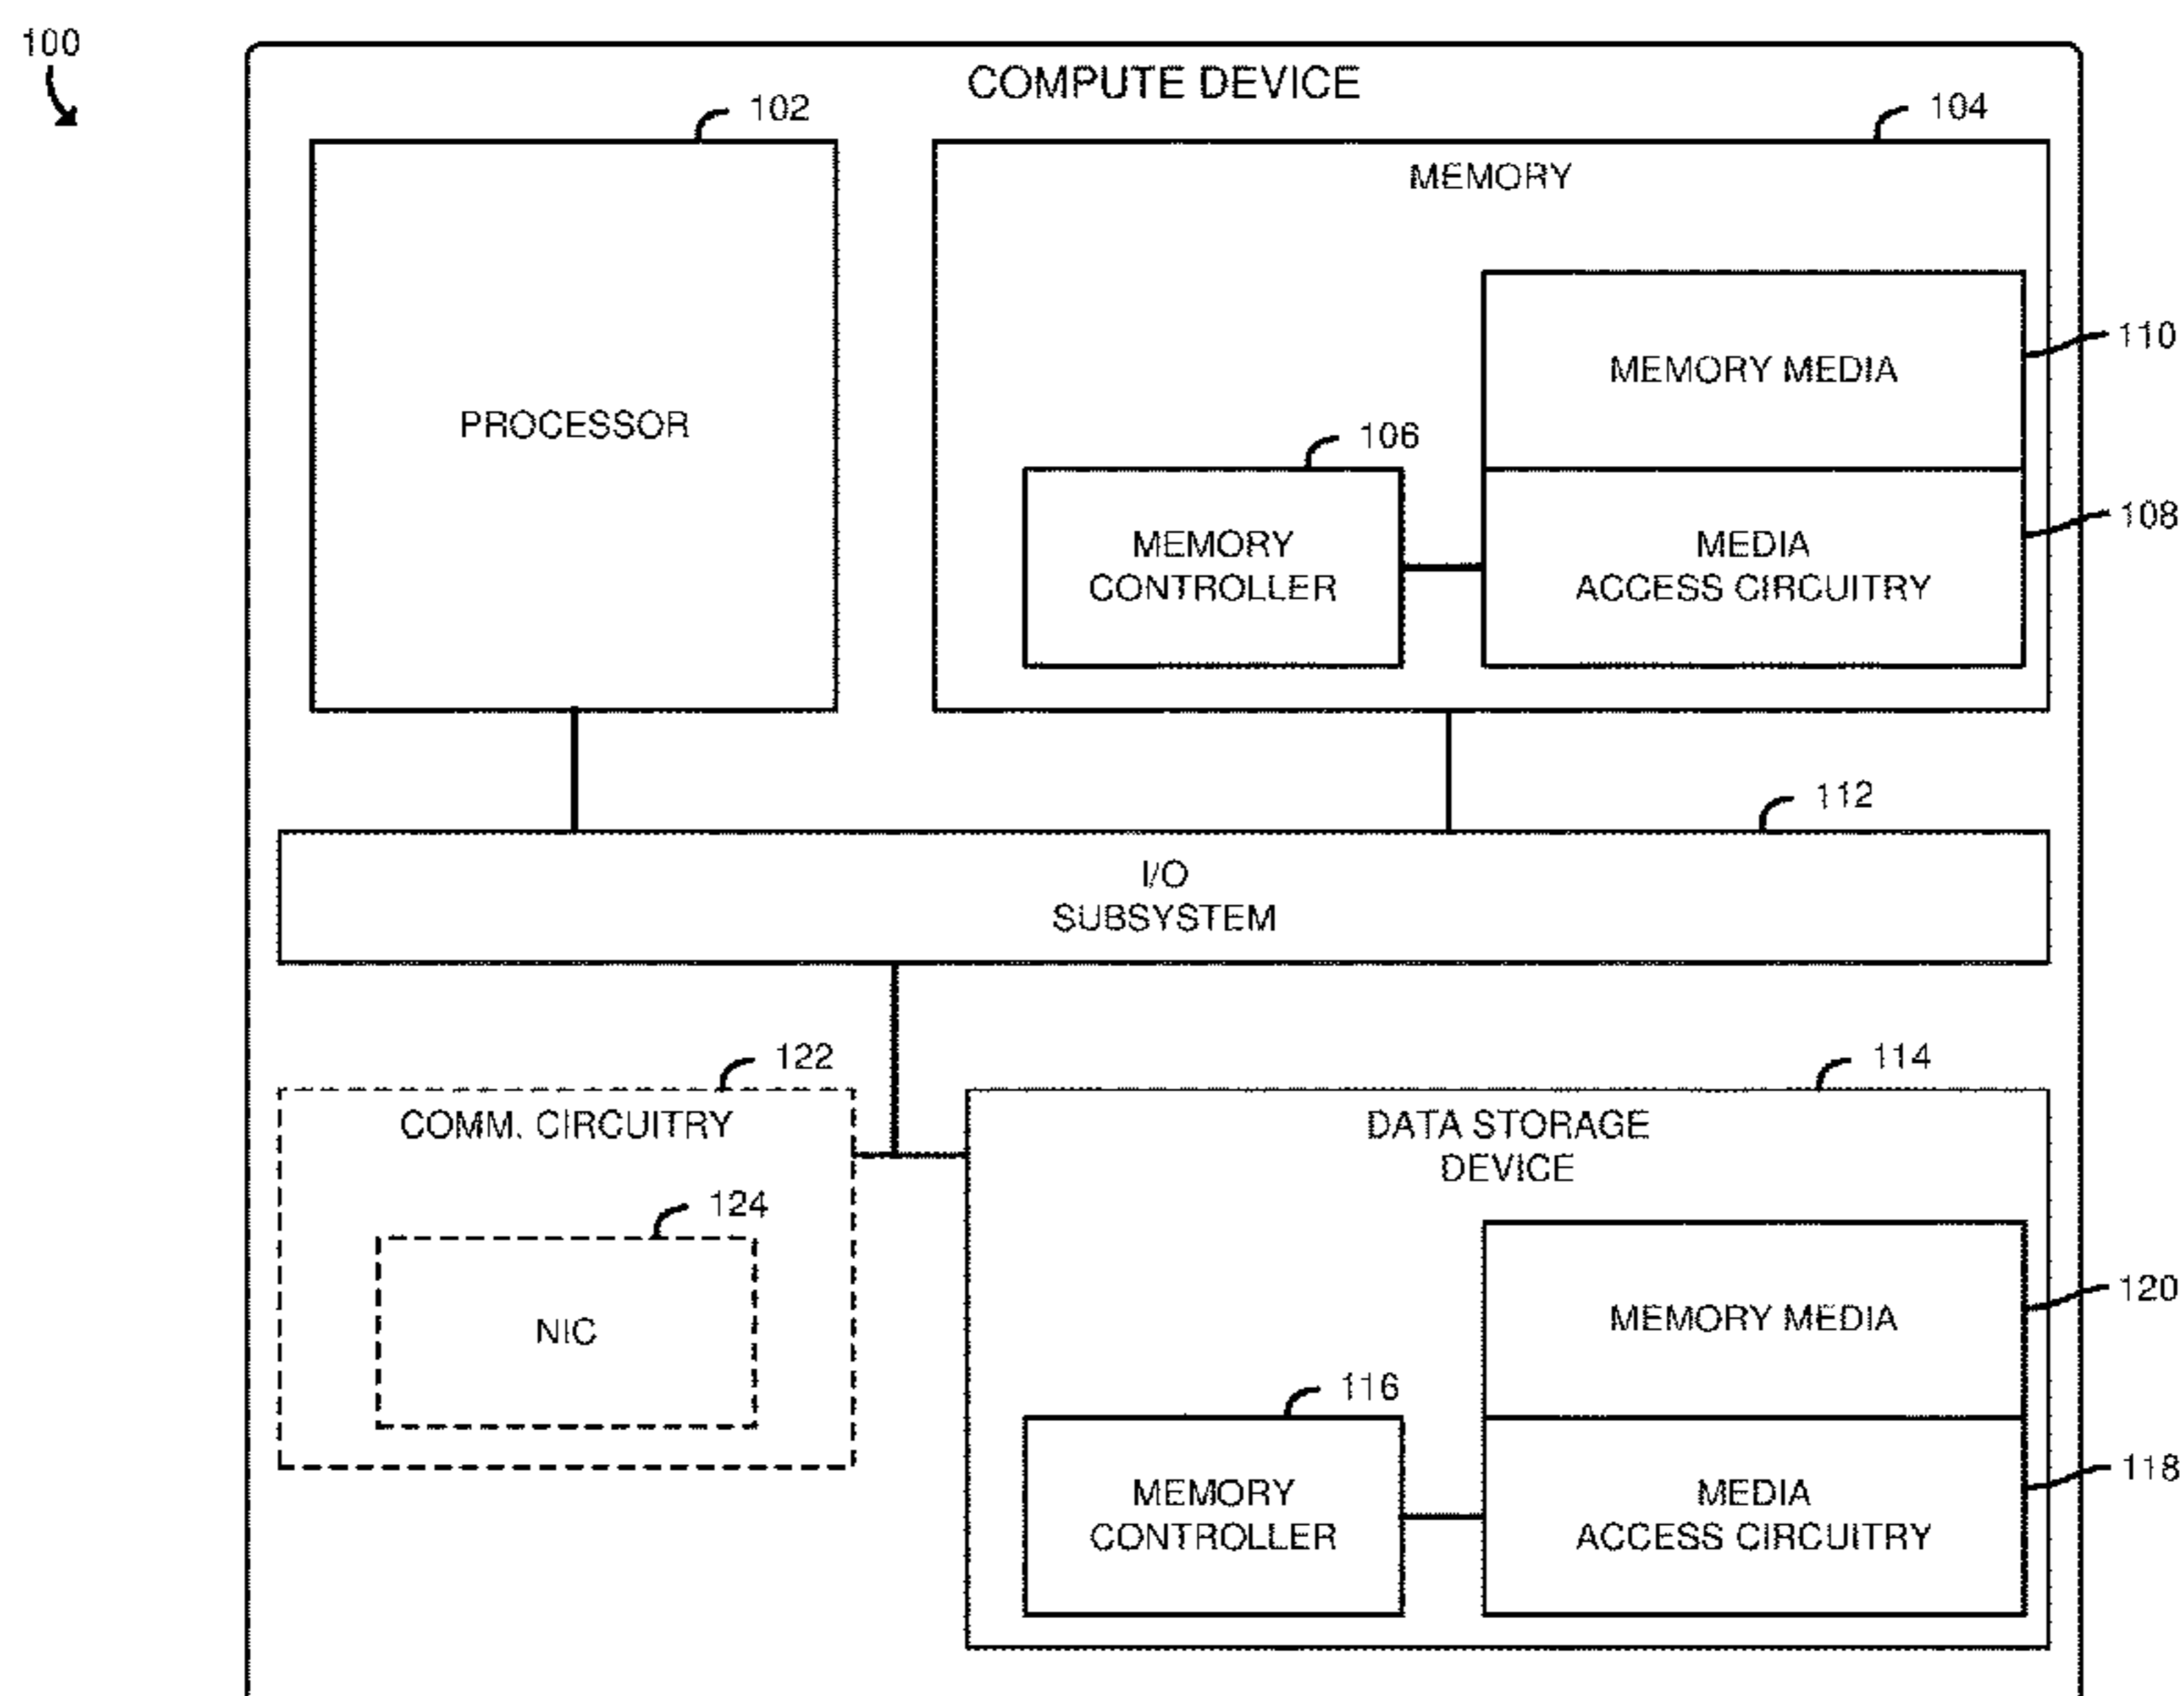 100
COMPUTE DEVICE
102
104
MEMORY
110
MEMORY MEDIA
PROCESSOR
106
108
MEMORY
CONTROLLER
MEDIA
ACCESS CIRCUITRY
112
I/O
SUBSYSTEM
122
114
COMM. CIRCUITRY
DATA STORAGE
DEVICE
124
NIC
120
MEMORY MEDIA
116
118
MEMORY
CONTROLLER
MEDIA
ACCESS CIRCUITRY